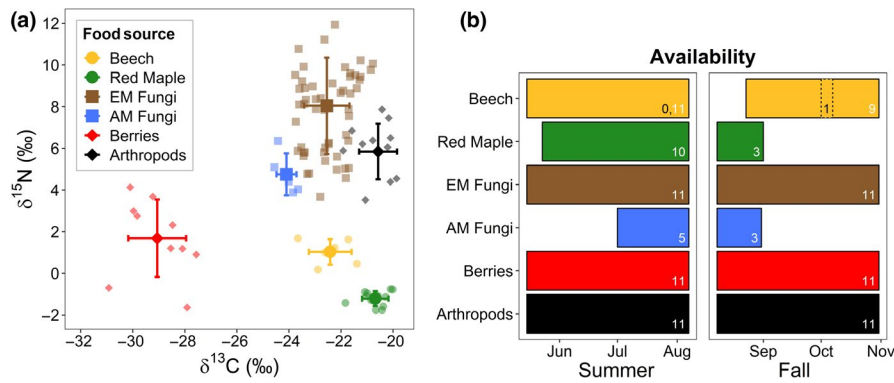 (a)
Food source
Beech
Red Maple
EM Fungi
AM Fungi
Berries
Arthropods
δ15N (‰)
12
10
8
6
4
2
0
−2
−32 −30 −28 −26 −24 −22 −20
δ13C (‰)
(b)
Availability
Beech 0,11 1 9
Red Maple 10 3
EM Fungi 11 11
AM Fungi 5 3
Berries 11 11
Arthropods 11 11
Jun Jul Aug Sep Oct Nov
Summer Fall